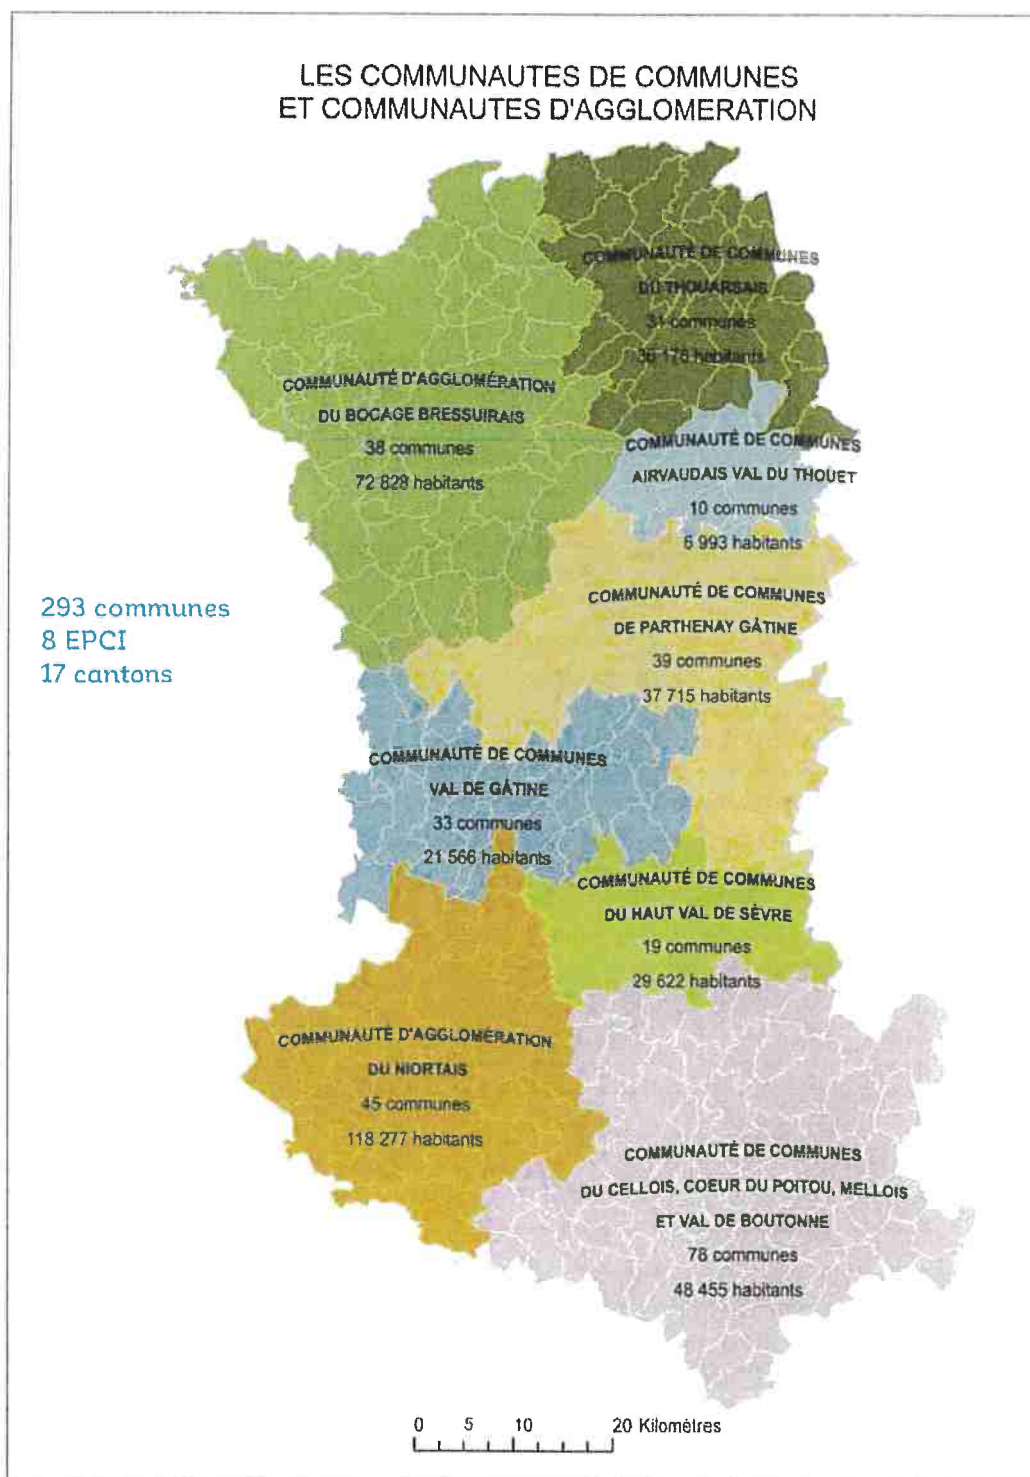 LES COMMUNAUTES DE COMMUNES
ET COMMUNAUTES D'AGGLOMERATION
COMMUNAUTÉ DE COMMUNES
DU THOUARSAIS
31 communes
36 176 habitants
COMMUNAUTÉ D'AGGLOMÉRATION
DU BOCAGE BRESSUIRAIS
38 communes
72 828 habitants
COMMUNAUTÉ DE COMMUNES
AIRVAUDAIS VAL DU THOUET
10 communes
6 993 habitants
293 communes
8 EPCI
17 cantons
COMMUNAUTÉ DE COMMUNES
DE PARTHENAY GÂTINE
39 communes
37 715 habitants
COMMUNAUTÉ DE COMMUNES
VAL DE GÂTINE
33 communes
21 566 habitants
COMMUNAUTÉ DE COMMUNES
DU HAUT VAL DE SÈVRE
19 communes
29 622 habitants
COMMUNAUTÉ D'AGGLOMÉRATION
DU NIORTAIS
45 communes
118 277 habitants
COMMUNAUTÉ DE COMMUNES
DU CELLOIS, COEUR DU POITOU, MELLOIS
ET VAL DE BOUTONNE
78 communes
48 455 habitants
0 5 10 20 Kilomètres